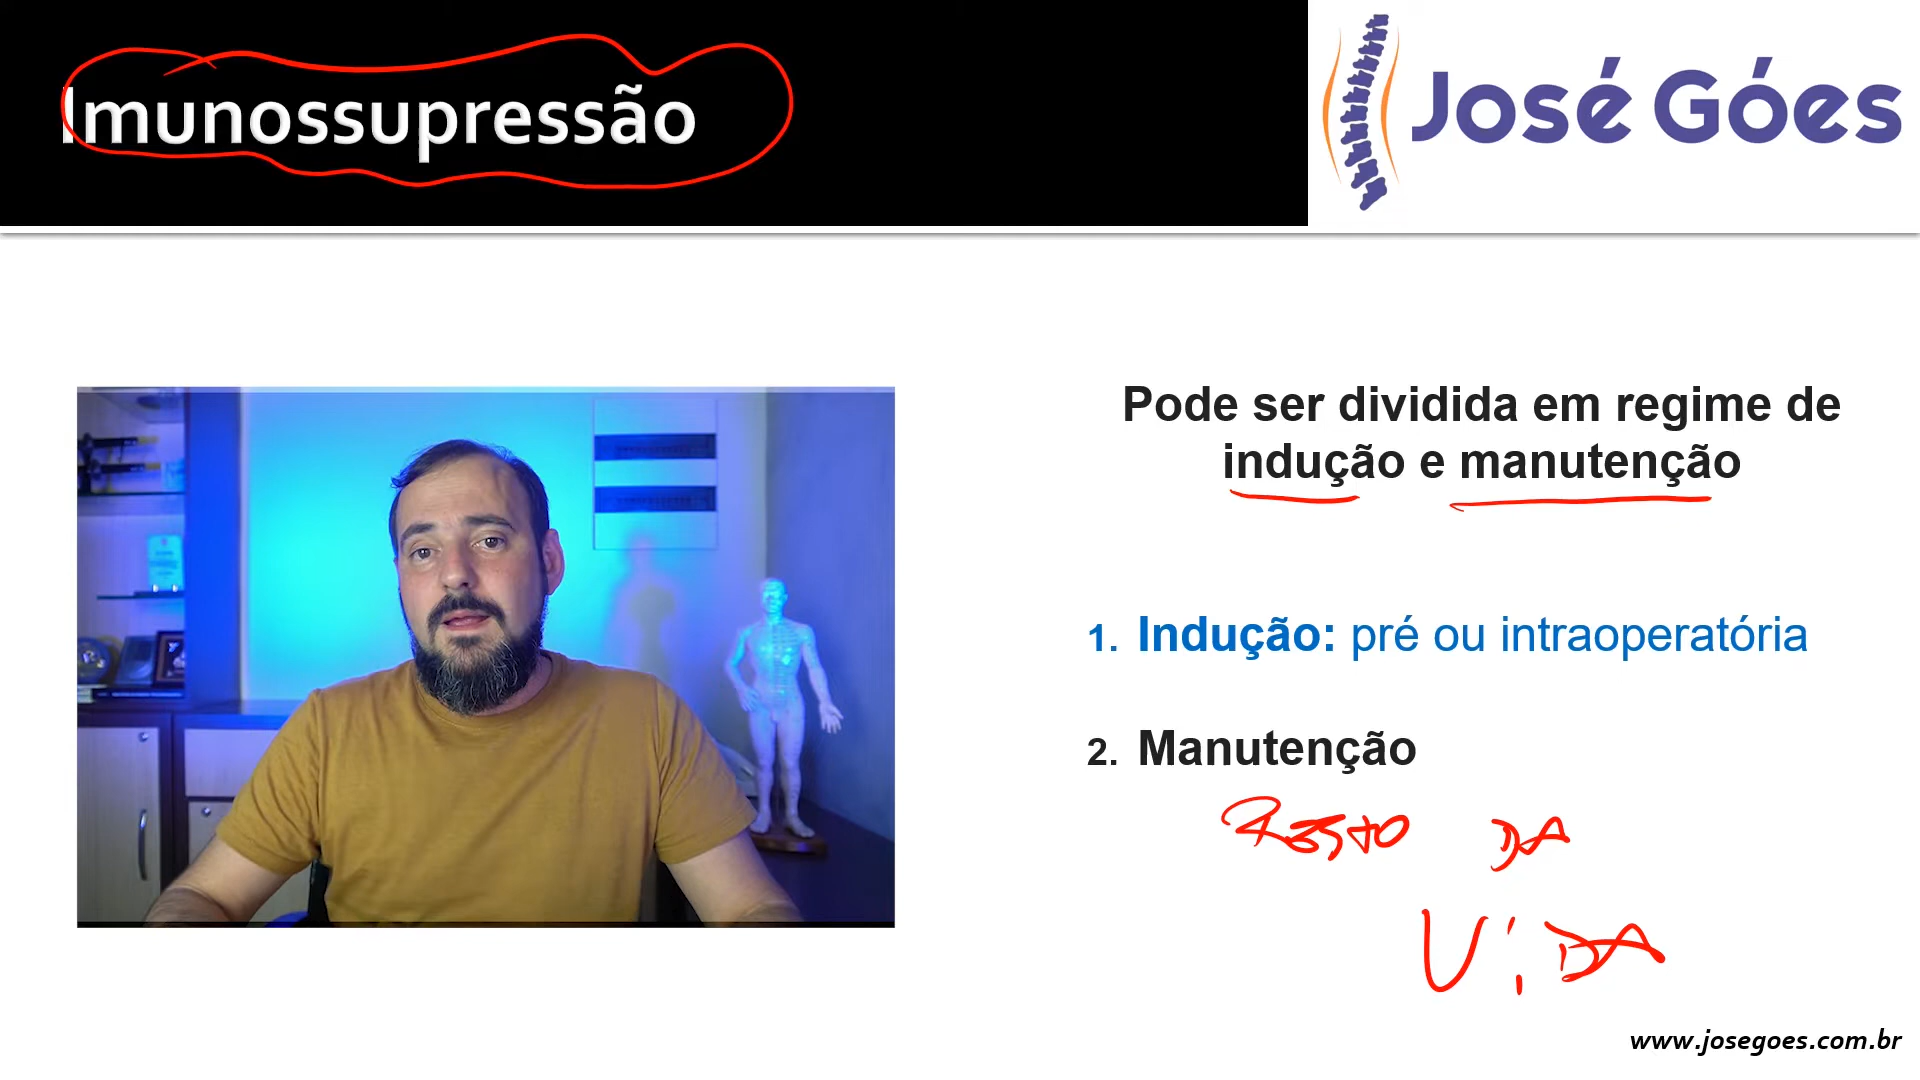 Imunossupressão
José Góes
Pode ser dividida em regime de
indução e manutenção
1. Indução: pré ou intraoperatória
2. Manutenção
RESTO DA
ViDA
www.josegoes.com.br